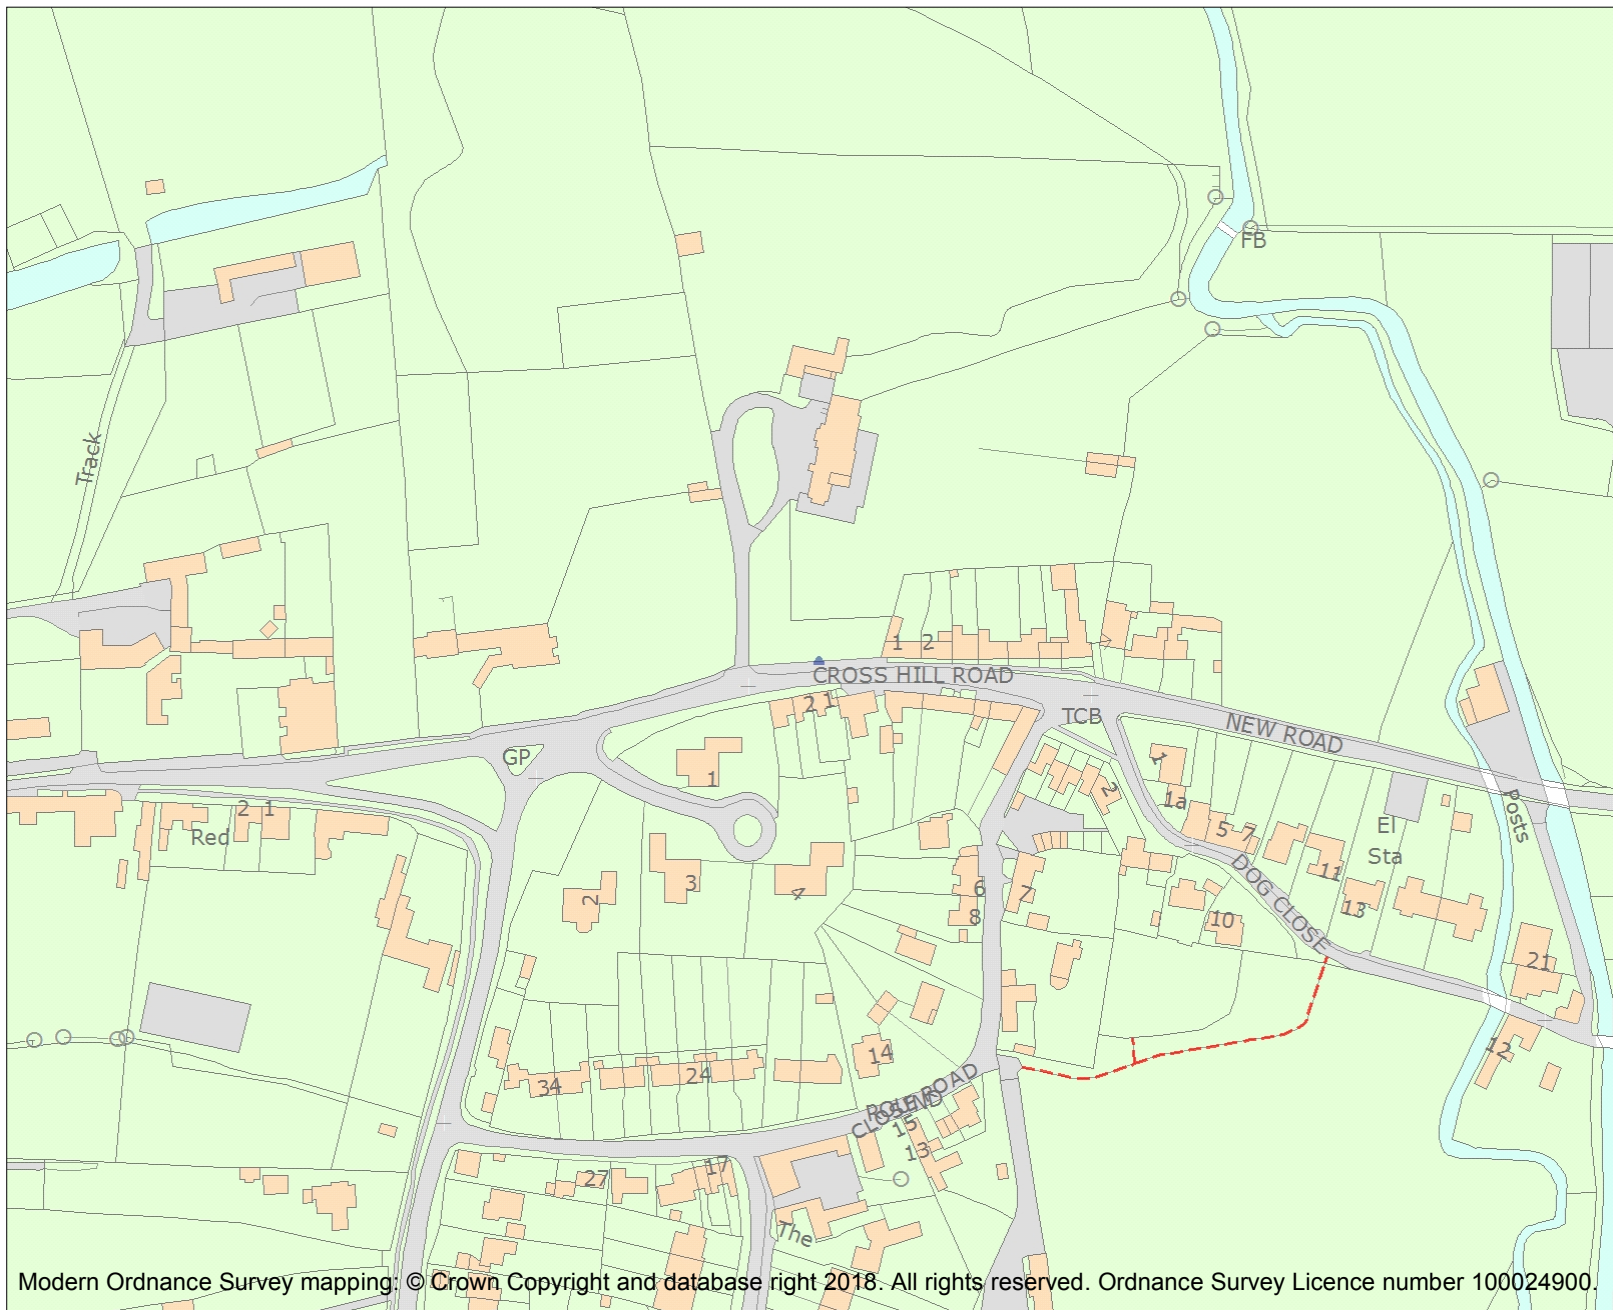 FB
Track
1 2
CROSS HILL ROAD
2 1
TCB
NEW ROAD
GP
1
1
2
1a
Posts
2 1
Red
5 7
El
Sta
DOG CLOSE
11
3
4
2
6
7
8
13
10
21
14
12
34
24
ROAD
CLOSE
15
13
27
17
The
Modern Ordnance Survey mapping: © Crown Copyright and database right 2018. All rights reserved. Ordnance Survey Licence number 100024900.